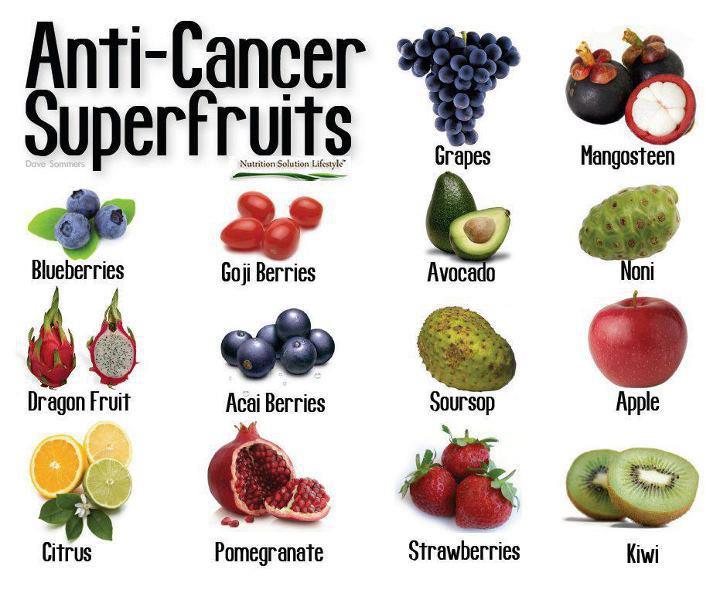 Anti-Cancer
Superfruits
Dave Sommers
Nutrition Solution Lifestyle™
Grapes
Mangosteen
Blueberries
Goji Berries
Avocado
Noni
Dragon Fruit
Acai Berries
Soursop
Apple
Citrus
Pomegranate
Strawberries
Kiwi